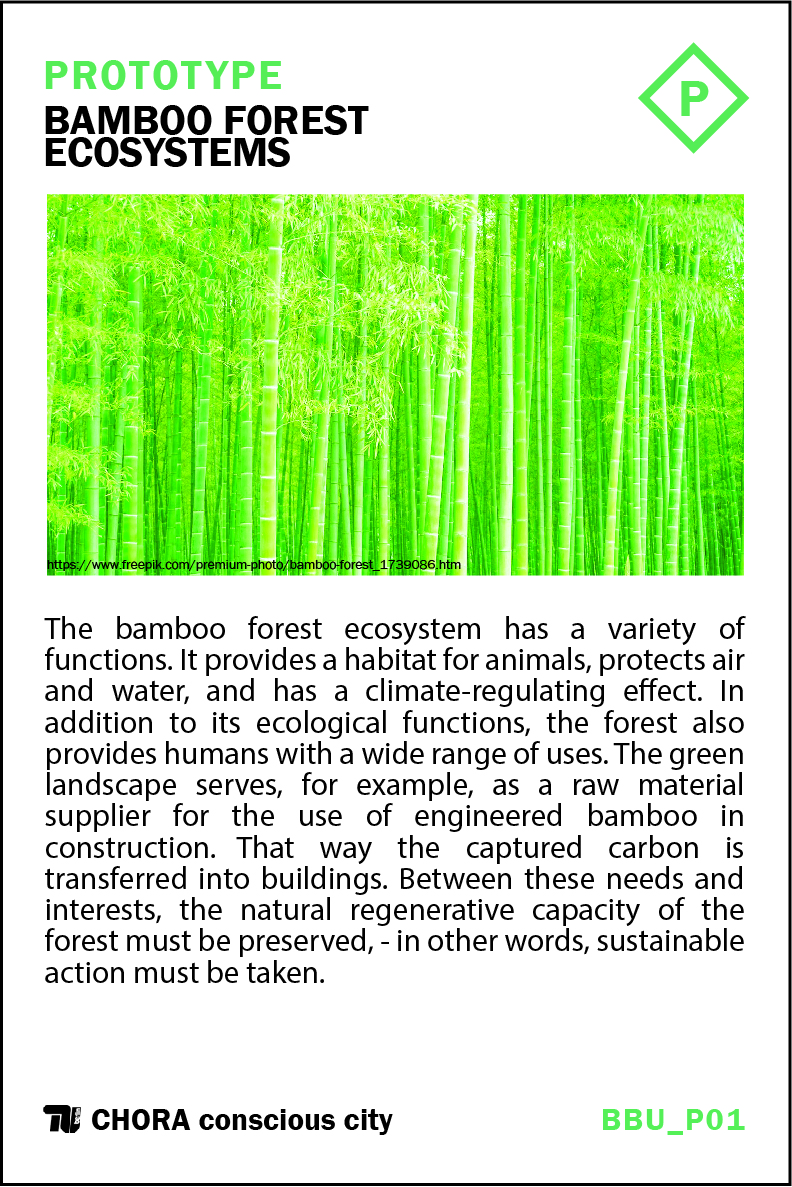 PROTOTYPE
P
BAMBOO FOREST
ECOSYSTEMS
https://www.freepik.com/premium-photo/bamboo-forest_1739086.htm
The bamboo forest ecosystem has a variety of
functions. It provides a habitat for animals, protects air
and water, and has a climate-regulating effect. In
addition to its ecological functions, the forest also
provides humans with a wide range of uses. The green
landscape serves, for example, as a raw material
supplier for the use of engineered bamboo in
construction. That way the captured carbon is
transferred into buildings. Between these needs and
interests, the natural regenerative capacity of the
forest must be preserved, - in other words, sustainable
action must be taken.
CHORA conscious city
BBU_P01